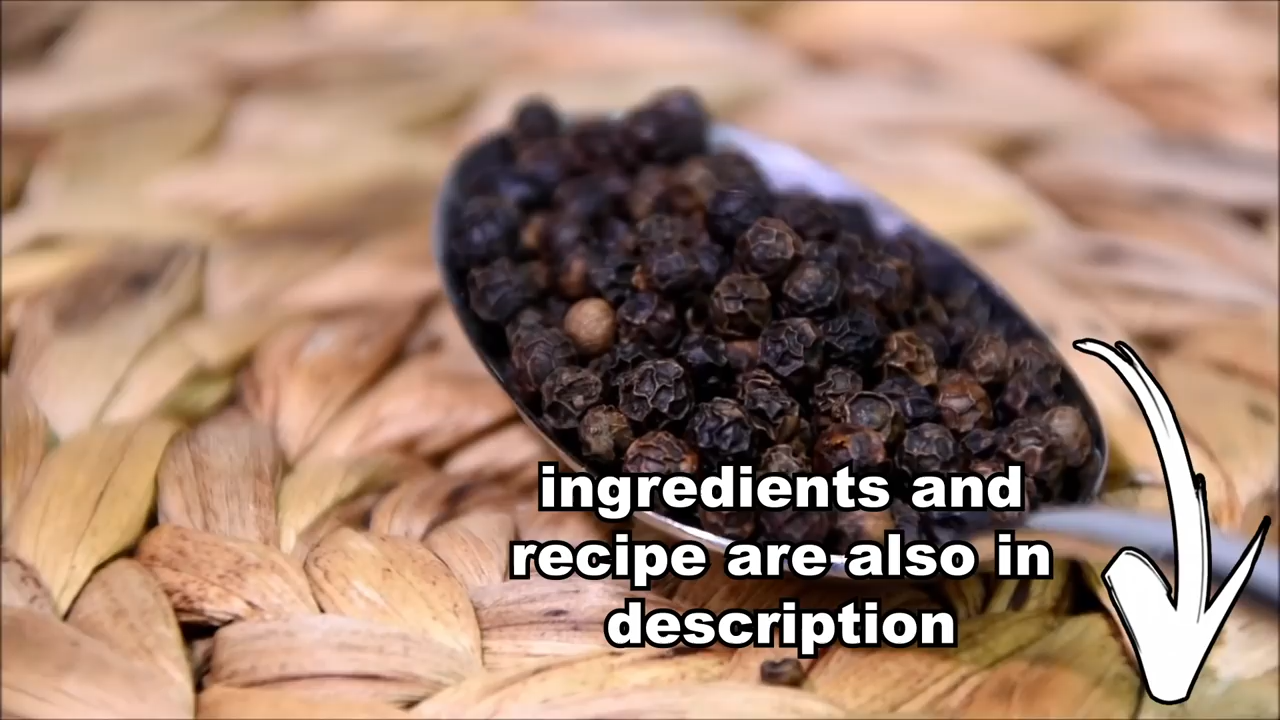 ingredients and
recipe are also in
description